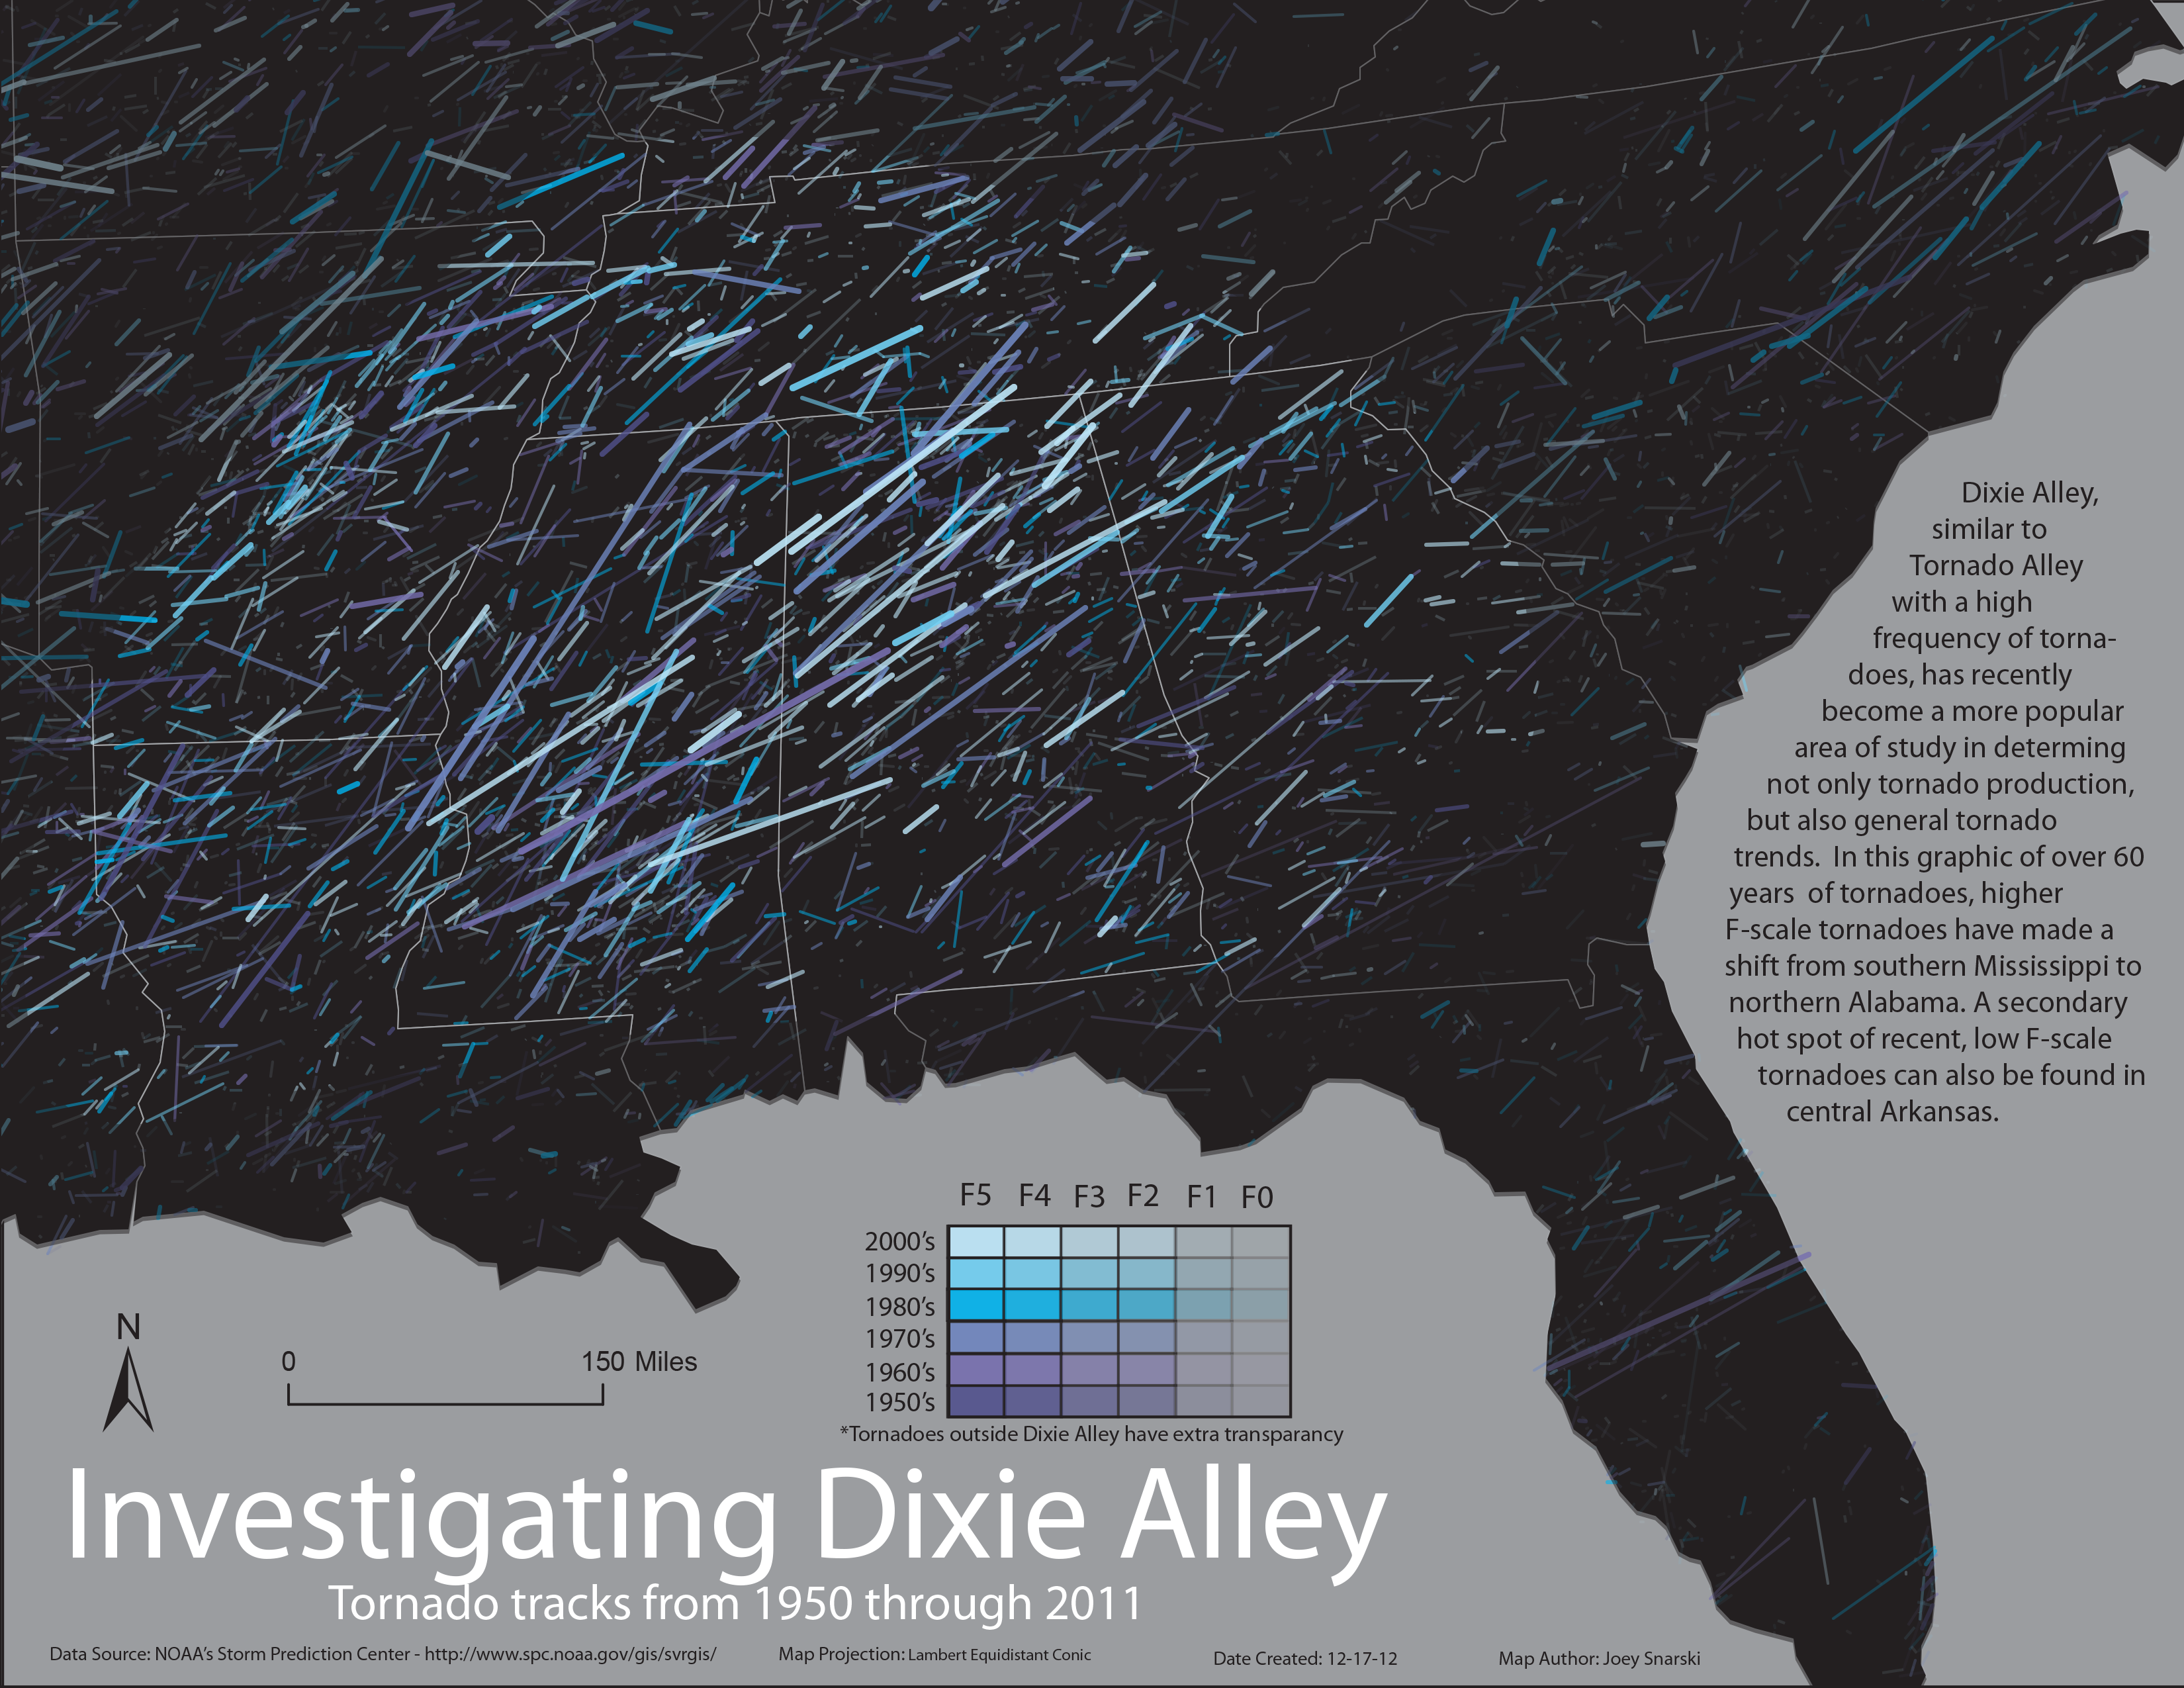 Dixie Alley,
similar to
Tornado Alley
with a high
frequency of torna-
does, has recently
become a more popular
area of study in determing
not only tornado production,
but also general tornado
trends.  In this graphic of over 60
years  of tornadoes, higher
F-scale tornadoes have made a
shift from southern Mississippi to
northern Alabama. A secondary
hot spot of recent, low F-scale
tornadoes can also be found in
central Arkansas.
F5 F4 F3 F2 F1 F0
2000's
1990's
1980's
1970's
1960's
1950's
*Tornadoes outside Dixie Alley have extra transparancy
N
0 150 Miles
Investigating Dixie Alley
Tornado tracks from 1950 through 2011
Data Source: NOAA's Storm Prediction Center - http://www.spc.noaa.gov/gis/svrgis/ Map Projection: Lambert Equidistant Conic Date Created: 12-17-12 Map Author: Joey Snarski